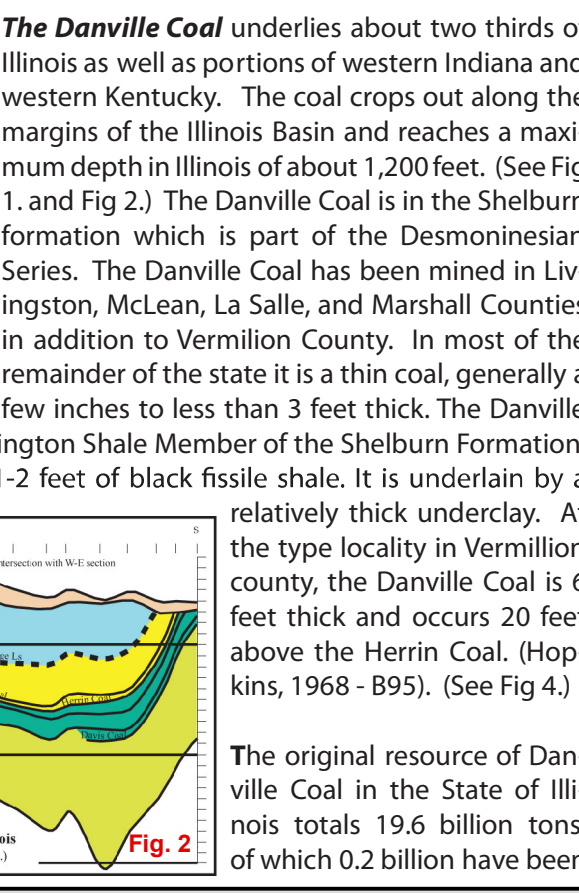 The Danville Coal underlies about two thirds of
Illinois as well as portions of western Indiana and
western Kentucky. The coal crops out along the
margins of the Illinois Basin and reaches a maxi-
mum depth in Illinois of about 1,200 feet. (See Fig
1. and Fig 2.) The Danville Coal is in the Shelburn
formation which is part of the Desmoninesian
Series. The Danville Coal has been mined in Liv-
ingston, McLean, La Salle, and Marshall Counties
in addition to Vermilion County. In most of the
remainder of the state it is a thin coal, generally a
few inches to less than 3 feet thick. The Danville
ington Shale Member of the Shelburn Formation
1-2 feet of black fissile shale. It is underlain by a
relatively thick underclay. At
the type locality in Vermillion
county, the Danville Coal is 6
feet thick and occurs 20 feet
above the Herrin Coal. (Hop-
kins, 1968 - B95). (See Fig 4.)
The original resource of Dan-
ville Coal in the State of Illi-
nois totals 19.6 billion tons
of which 0.2 billion have been
S
ntersection with W-E section
ge Ls
Herrin Coal
Davis Coal
ois
.)
Fig. 2